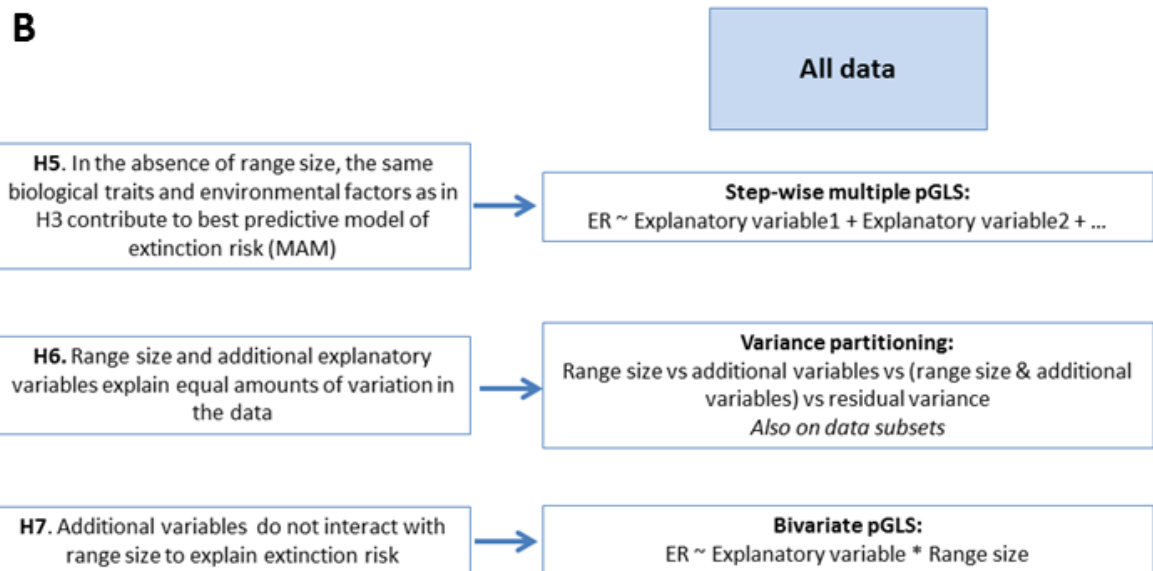 B
All data
H5. In the absence of range size, the same
biological traits and environmental factors as in
H3 contribute to best predictive model of
extinction risk (MAM)
Step-wise multiple pGLS:
ER ~ Explanatory variable1 + Explanatory variable2 + ...
H6. Range size and additional explanatory
variables explain equal amounts of variation in
the data
Variance partitioning:
Range size vs additional variables vs (range size & additional
variables) vs residual variance
Also on data subsets
H7. Additional variables do not interact with
range size to explain extinction risk
Bivariate pGLS:
ER ~ Explanatory variable * Range size